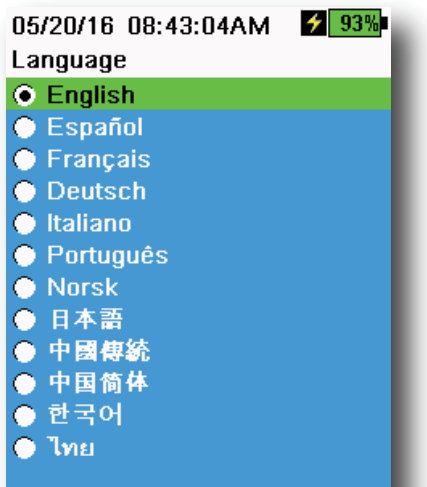 05/20/16 08:43:04AM 93%
Language
English
Español
Français
Deutsch
Italiano
Português
Norsk
日本語
中國傳統
中国简体
한국어
ไทย